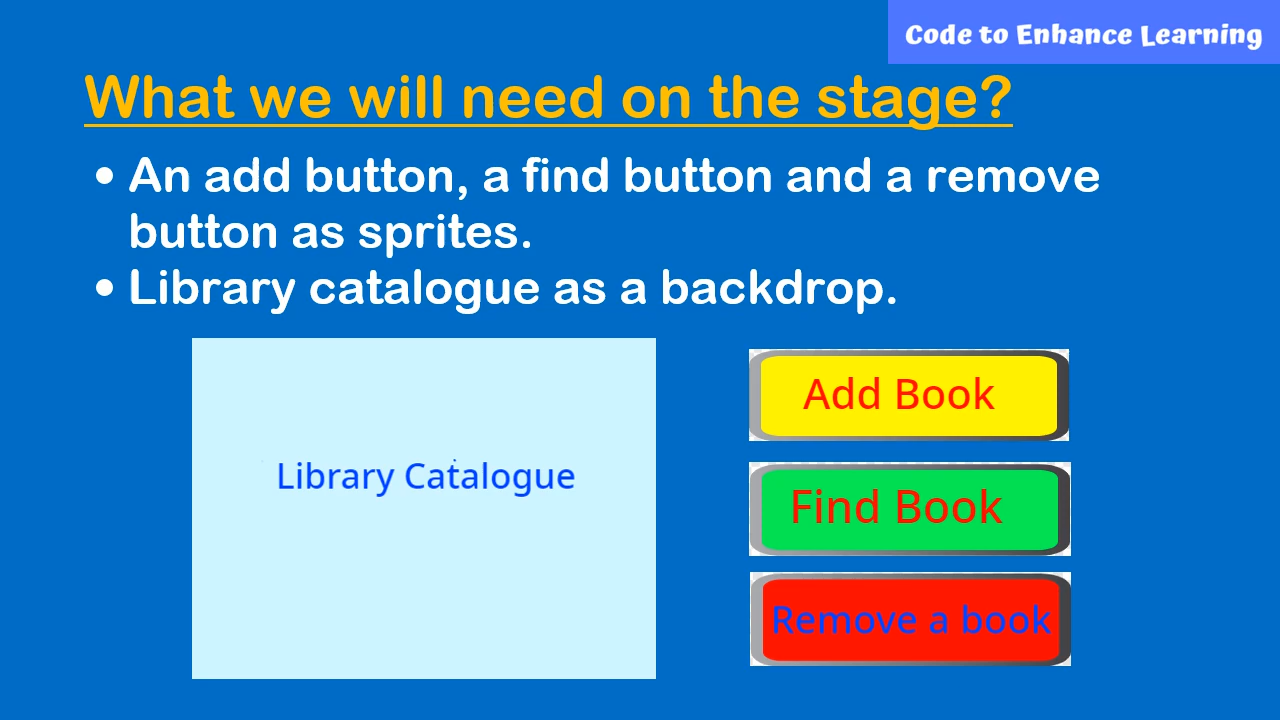 Code to Enhance Learning
What we will need on the stage?
• An add button, a find button and a remove
button as sprites.
• Library catalogue as a backdrop.
Library Catalogue
Add Book
Find Book
Remove a book